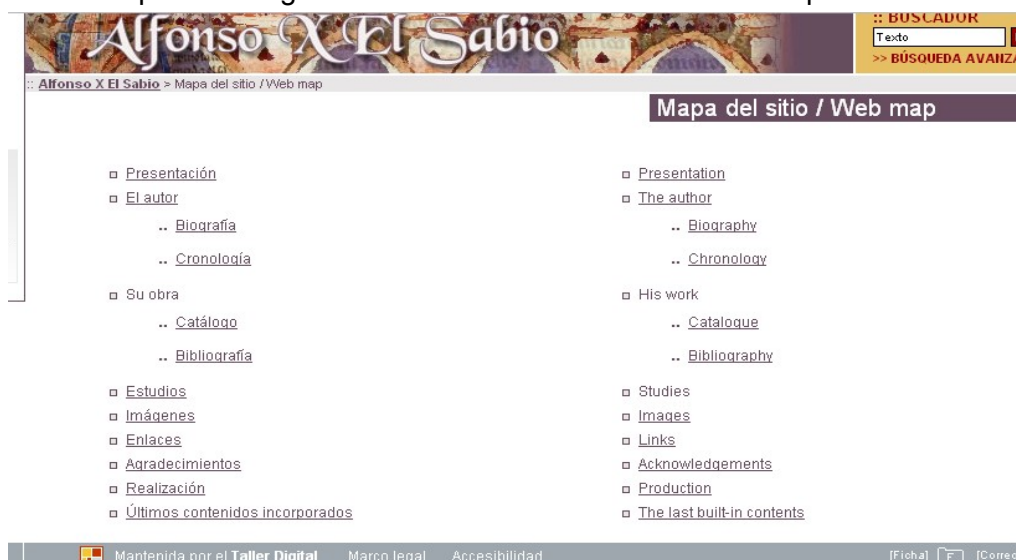 Alfonso X El Sabio
:: BUSCADOR
Texto
>> BÚSQUEDA AVANZA
:: Alfonso X El Sabio > Mapa del sitio / Web map
Mapa del sitio / Web map
Presentación
El autor
.. Biografía
.. Cronología
Su obra
.. Catálogo
.. Bibliografía
Estudios
Imágenes
Enlaces
Agradecimientos
Realización
Últimos contenidos incorporados
Presentation
The author
.. Biography
.. Chronology
His work
.. Catalogue
.. Bibliography
Studies
Images
Links
Acknowledgements
Production
The last built-in contents
Mantenida por el Taller Digital Marco legal Accesibilidad [Ficha] F [Correo